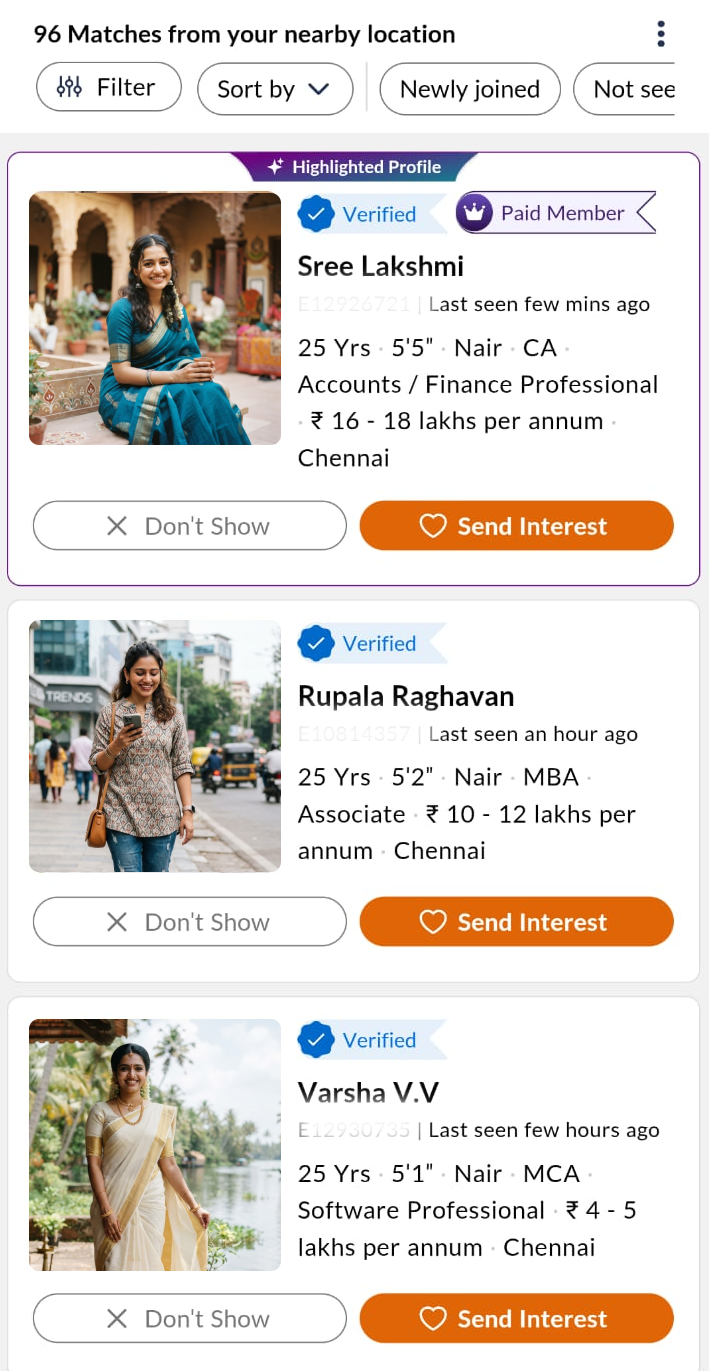 96 Matches from your nearby location
Filter
Sort by
Newly joined
Not see
Highlighted Profile
Verified
Paid Member
Sree Lakshmi
E12926721 | Last seen few mins ago
25 Yrs · 5'5" · Nair · CA ·
Accounts / Finance Professional
· ₹ 16 - 18 lakhs per annum ·
Chennai
Don't Show
Send Interest
TRENDS
Verified
Rupala Raghavan
E10814357 | Last seen an hour ago
25 Yrs · 5'2" · Nair · MBA ·
Associate · ₹ 10 - 12 lakhs per
annum · Chennai
Don't Show
Send Interest
Verified
Varsha V.V
E12930735 | Last seen few hours ago
25 Yrs · 5'1" · Nair · MCA ·
Software Professional · ₹ 4 - 5
lakhs per annum · Chennai
Don't Show
Send Interest